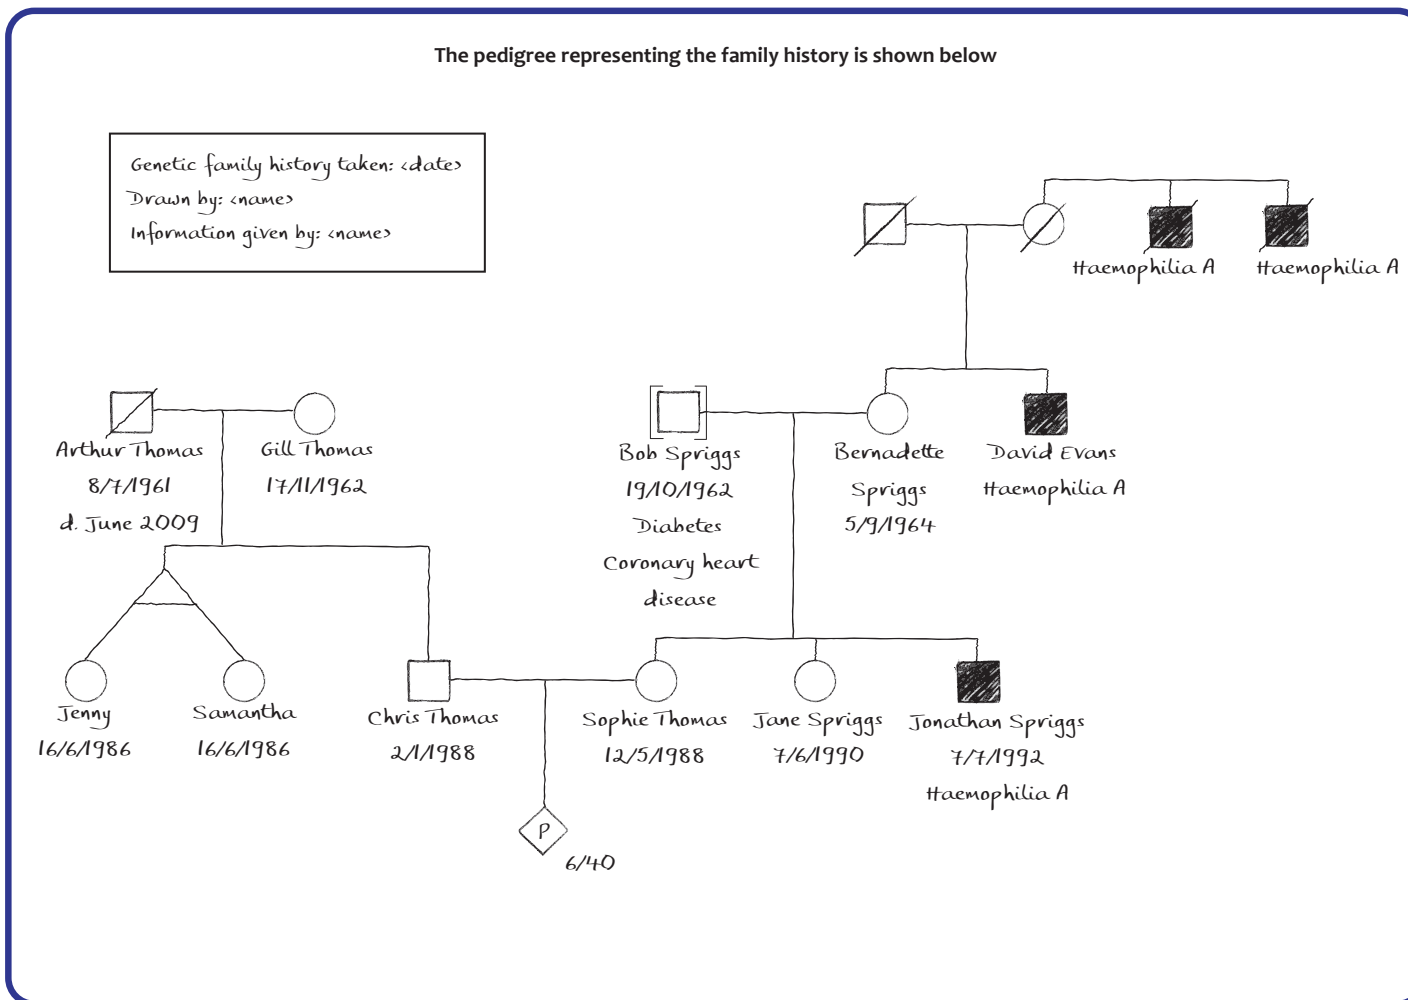 The pedigree representing the family history is shown below
Genetic family history taken: <date>
Drawn by: <name>
Information given by: <name>
Haemophilia A
Haemophilia A
Arthur Thomas
8/7/1961
d. June 2009
Gill Thomas
17/11/1962
Bob Spriggs
19/10/1962
Diabetes
Coronary heart
disease
Bernadette
Spriggs
5/9/1964
David Evans
Haemophilia A
Jenny
16/6/1986
Samantha
16/6/1986
Chris Thomas
2/1/1988
Sophie Thomas
12/5/1988
Jane Spriggs
7/6/1990
Jonathan Spriggs
7/7/1992
Haemophilia A
P
6/40